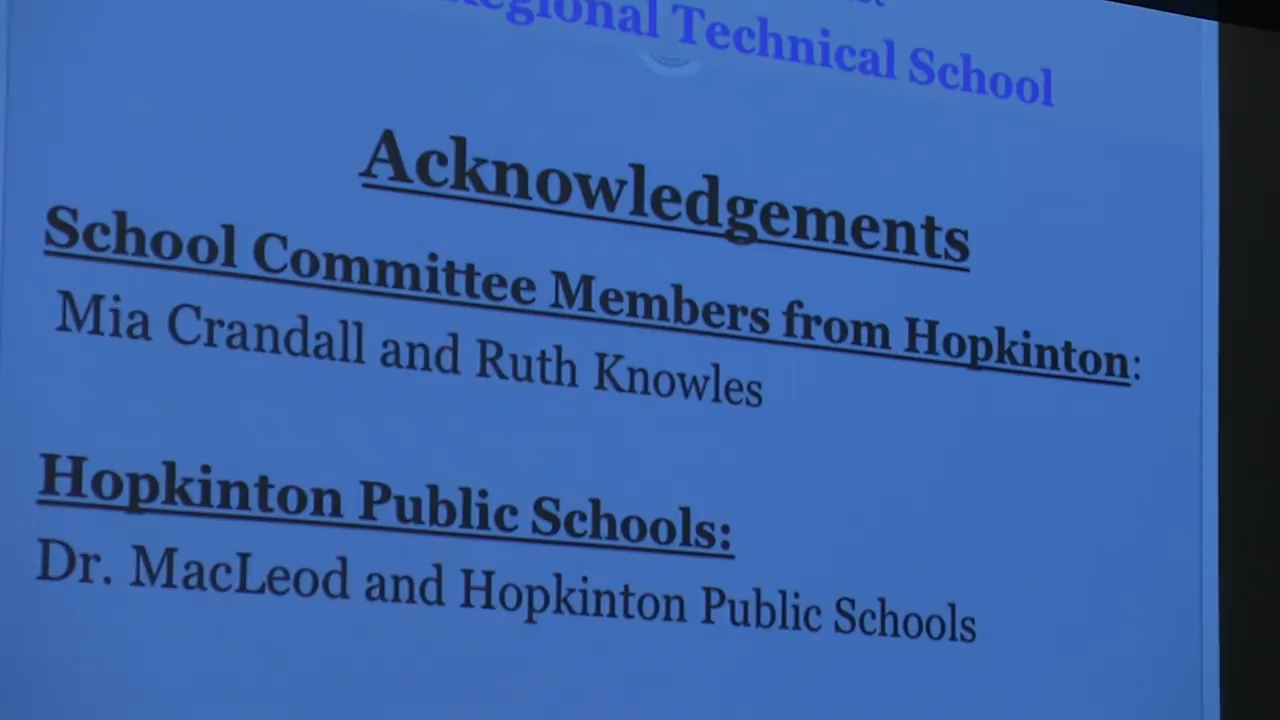 Regional Technical School
Acknowledgements
School Committee Members from Hopkinton:
Mia Crandall and Ruth Knowles
Hopkinton Public Schools:
Dr. MacLeod and Hopkinton Public Schools